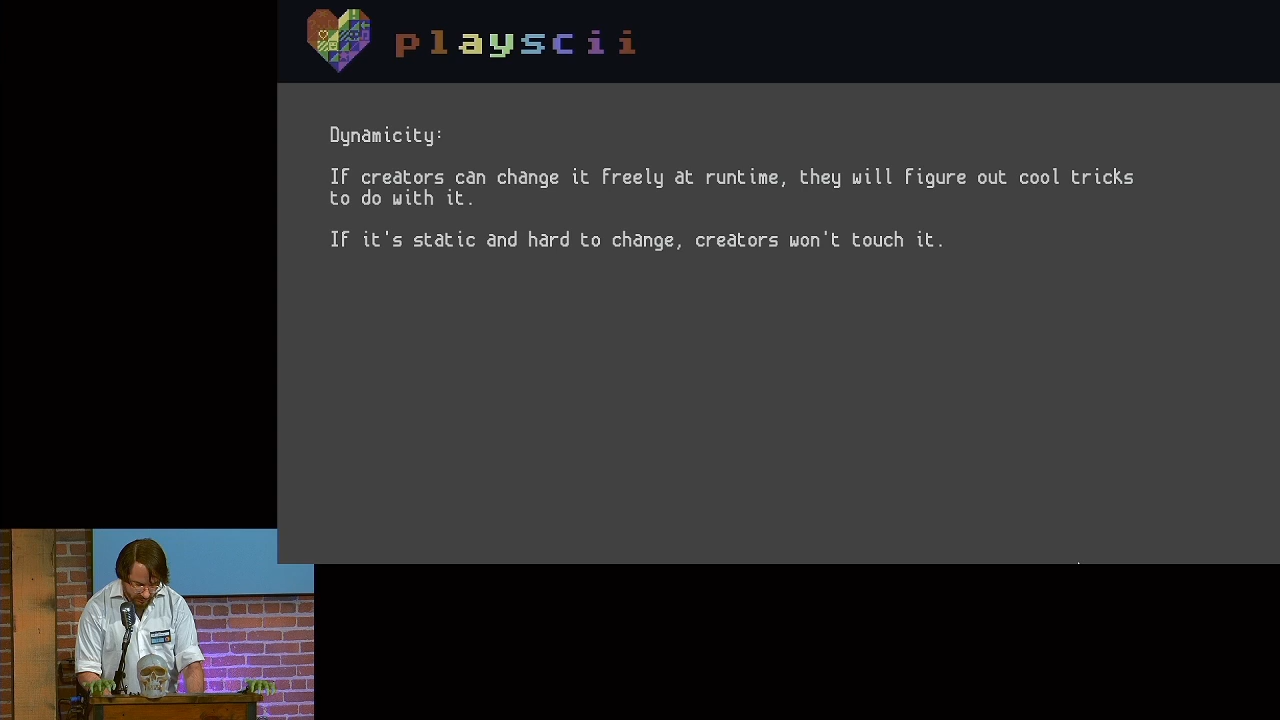 playscii
Dynamicity:
If creators can change it freely at runtime, they will figure out cool tricks
to do with it.
If it's static and hard to change, creators won't touch it.